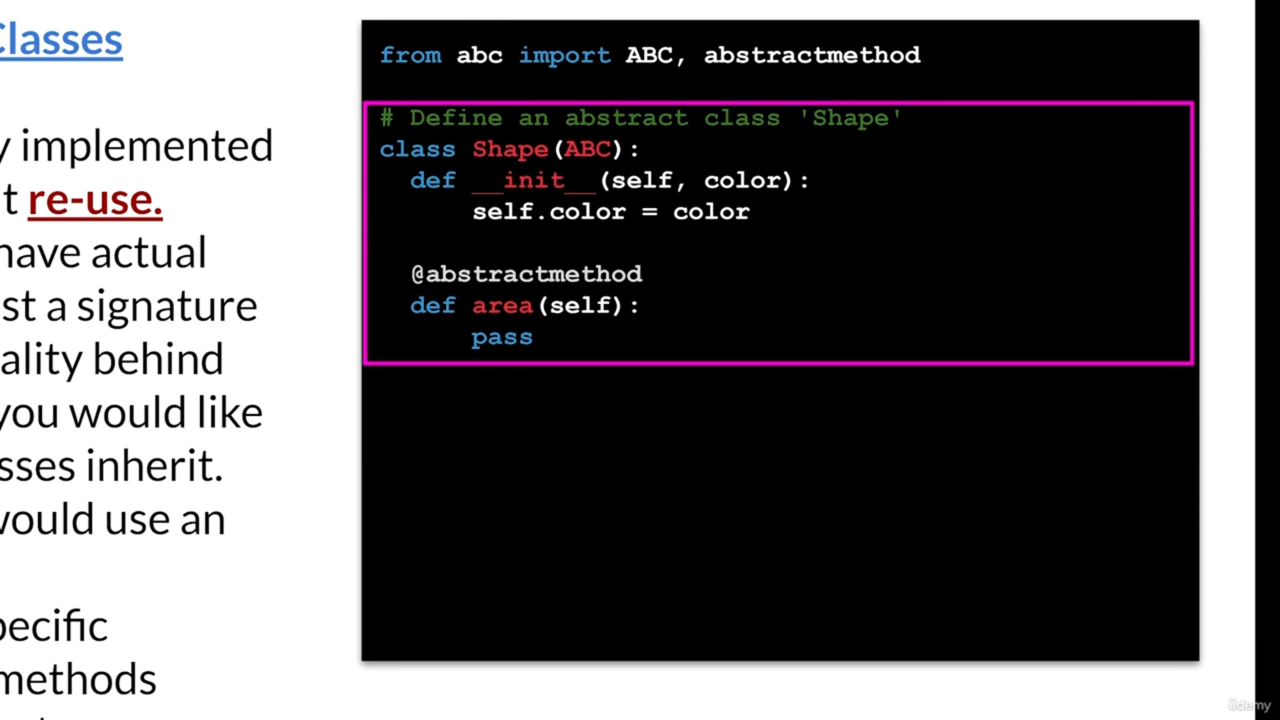 Classes
y implemented
t re-use.
have actual
st a signature
ality behind
you would like
sses inherit.
would use an
pecific
methods
from abc import ABC, abstractmethod
# Define an abstract class 'Shape'
class Shape(ABC):
def __init__(self, color):
self.color = color
@abstractmethod
def area(self):
pass
ûdemy